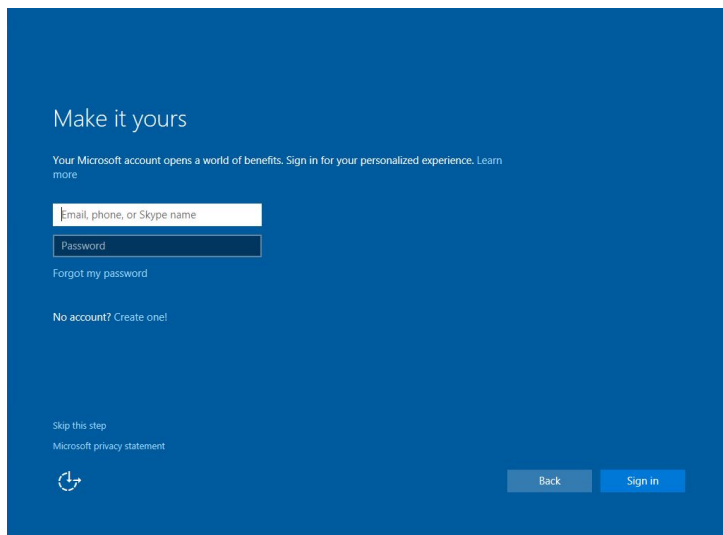 Make it yours
Your Microsoft account opens a world of benefits. Sign in for your personalized experience. Learn
more
Email, phone, or Skype name
Password
Forgot my password
No account? Create one!
Skip this step
Microsoft privacy statement
Back Sign in